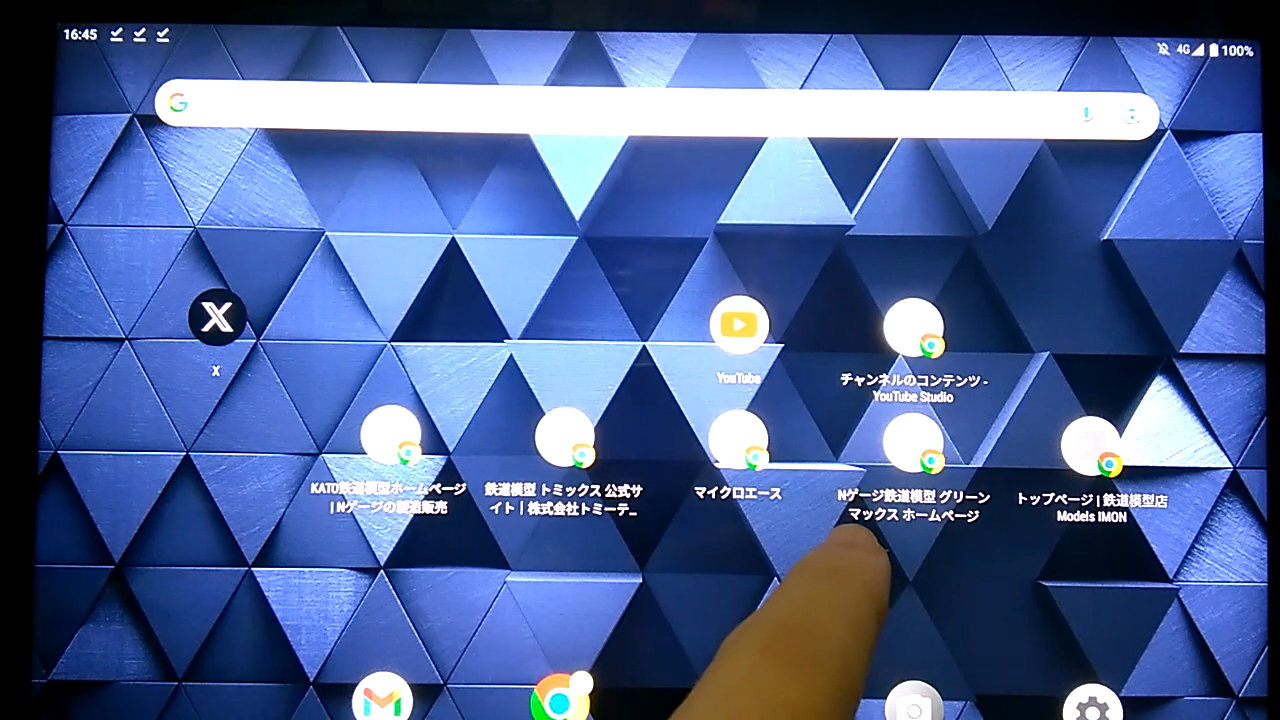 16:45
4G 100%
X
YouTube
チャンネルのコンテンツ -
YouTube Studio
KATO鉄道模型ホームページ
| Nゲージの製造販売
鉄道模型 トミックス 公式サ
イト｜株式会社トミーテ...
マイクロエース
Nゲージ鉄道模型 グリーン
マックス ホームページ
トップページ | 鉄道模型店
Models IMON